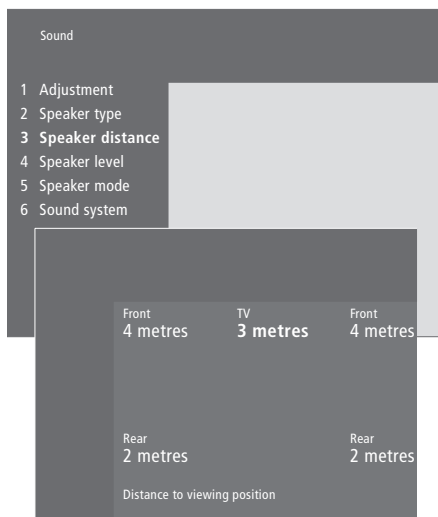 Sound
1 Adjustment
2 Speaker type
3 Speaker distance
4 Speaker level
5 Speaker mode
6 Sound system
Front TV Front
4 metres 3 metres 4 metres
Rear Rear
2 metres 2 metres
Distance to viewing position